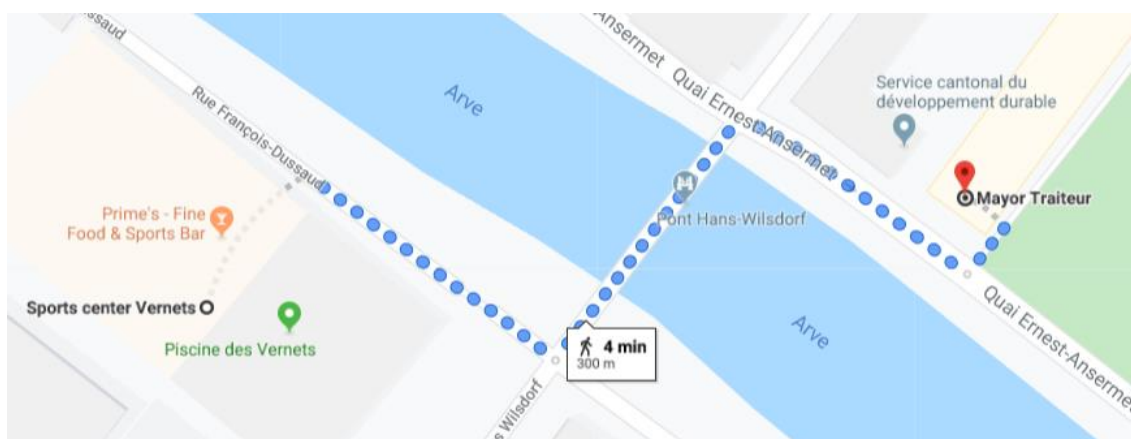 Dussaud
Ansermet
Quai Ernest-Ansermet
Service cantonal du
développement durable
Arve
Rue François-Dussaud
Mayor Traiteur
Prime's - Fine
Food & Sports Bar
Pont Hans-Wilsdorf
Sports center Vernets
Piscine des Vernets
4 min
300 m
Arve
Quai Ernest-Ansermet
Wilsdorf